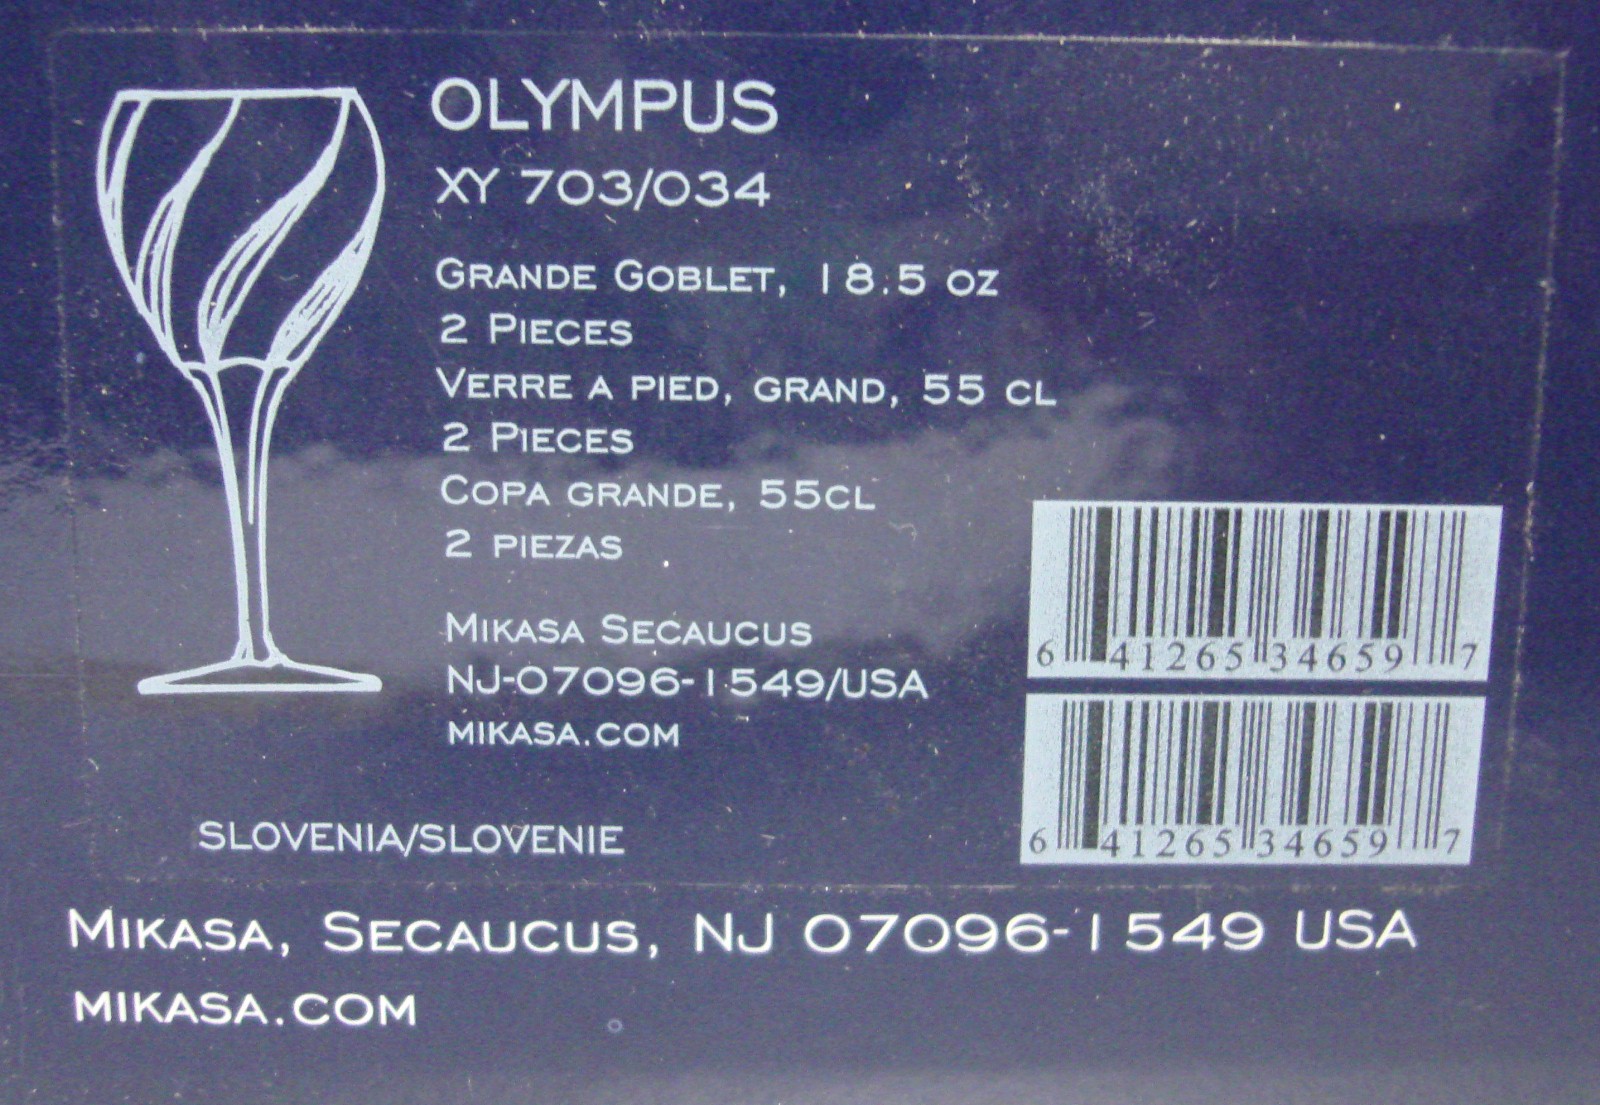 OLYMPUS
XY 703/034
GRANDE GOBLET, 18.5 OZ
2 PIECES
VERRE A PIED, GRAND, 55 CL
2 PIECES
COPA GRANDE, 55CL
2 PIEZAS
MIKASA SECAUCUS
NJ-07096-1549/USA
MIKASA.COM
6 41265 34659 7
6 41265 34659 7
SLOVENIA/SLOVENIE
MIKASA, SECAUCUS, NJ 07096-1549 USA
MIKASA.COM